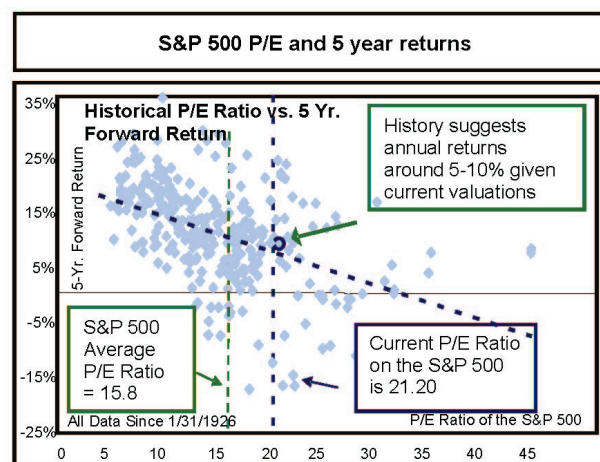 S&P 500 P/E and 5 year returns
Historical P/E Ratio vs. 5 Yr.
Forward Return
History suggests
annual returns
around 5-10% given
current valuations
5-Yr. Forward Return
35%
25%
15%
5%
-5%
-15%
-25%
S&P 500
Average
P/E Ratio
= 15.8
Current P/E Ratio
on the S&P 500
is 21.20
All Data Since 1/31/1926
P/E Ratio of the S&P 500
0 5 10 15 20 25 30 35 40 45